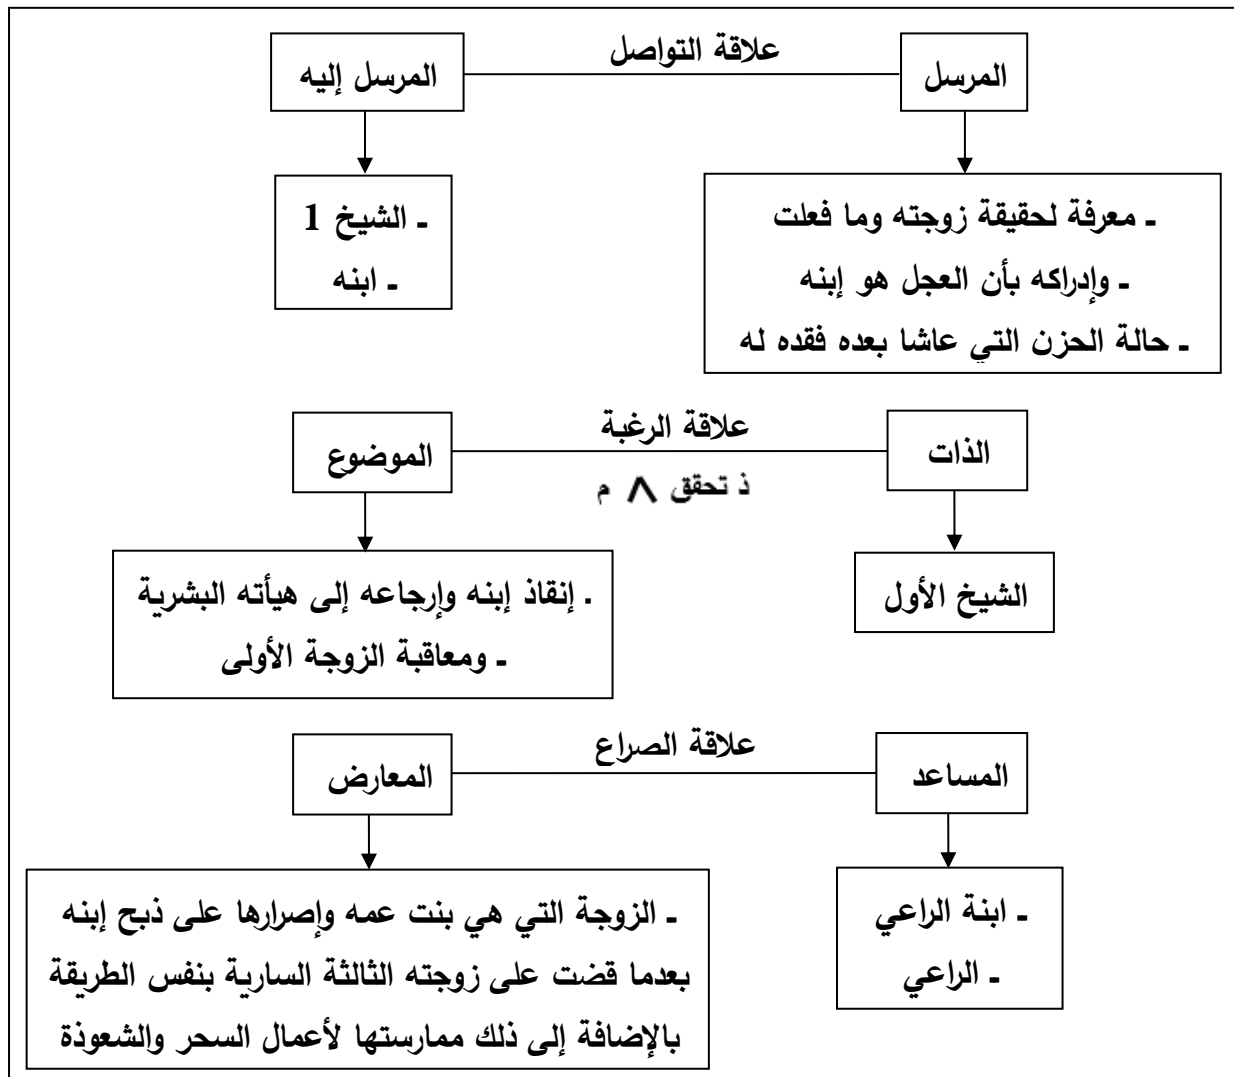 علاقة التواصل
المرسل
المرسل إليه
ـ معرفة لحقيقة زوجته وما فعلت
ـ وإدراكه بأن العجل هو إبنه
ـ حالة الحزن التي عاشا بعده فقده له
ـ الشيخ 1
ـ ابنه
علاقة الرغبة
الذات
الموضوع
ذ تحقق ∧ م
الشيخ الأول
. إنقاذ إبنه وإرجاعه إلى هيأته البشرية
ـ ومعاقبة الزوجة الأولى
علاقة الصراع
المساعد
المعارض
ـ ابنة الراعي
ـ الراعي
ـ الزوجة التي هي بنت عمه وإصرارها على ذبح إبنه
بعدما قضت على زوجته الثالثة السارية بنفس الطريقة
بالإضافة إلى ذلك ممارستها لأعمال السحر والشعوذة